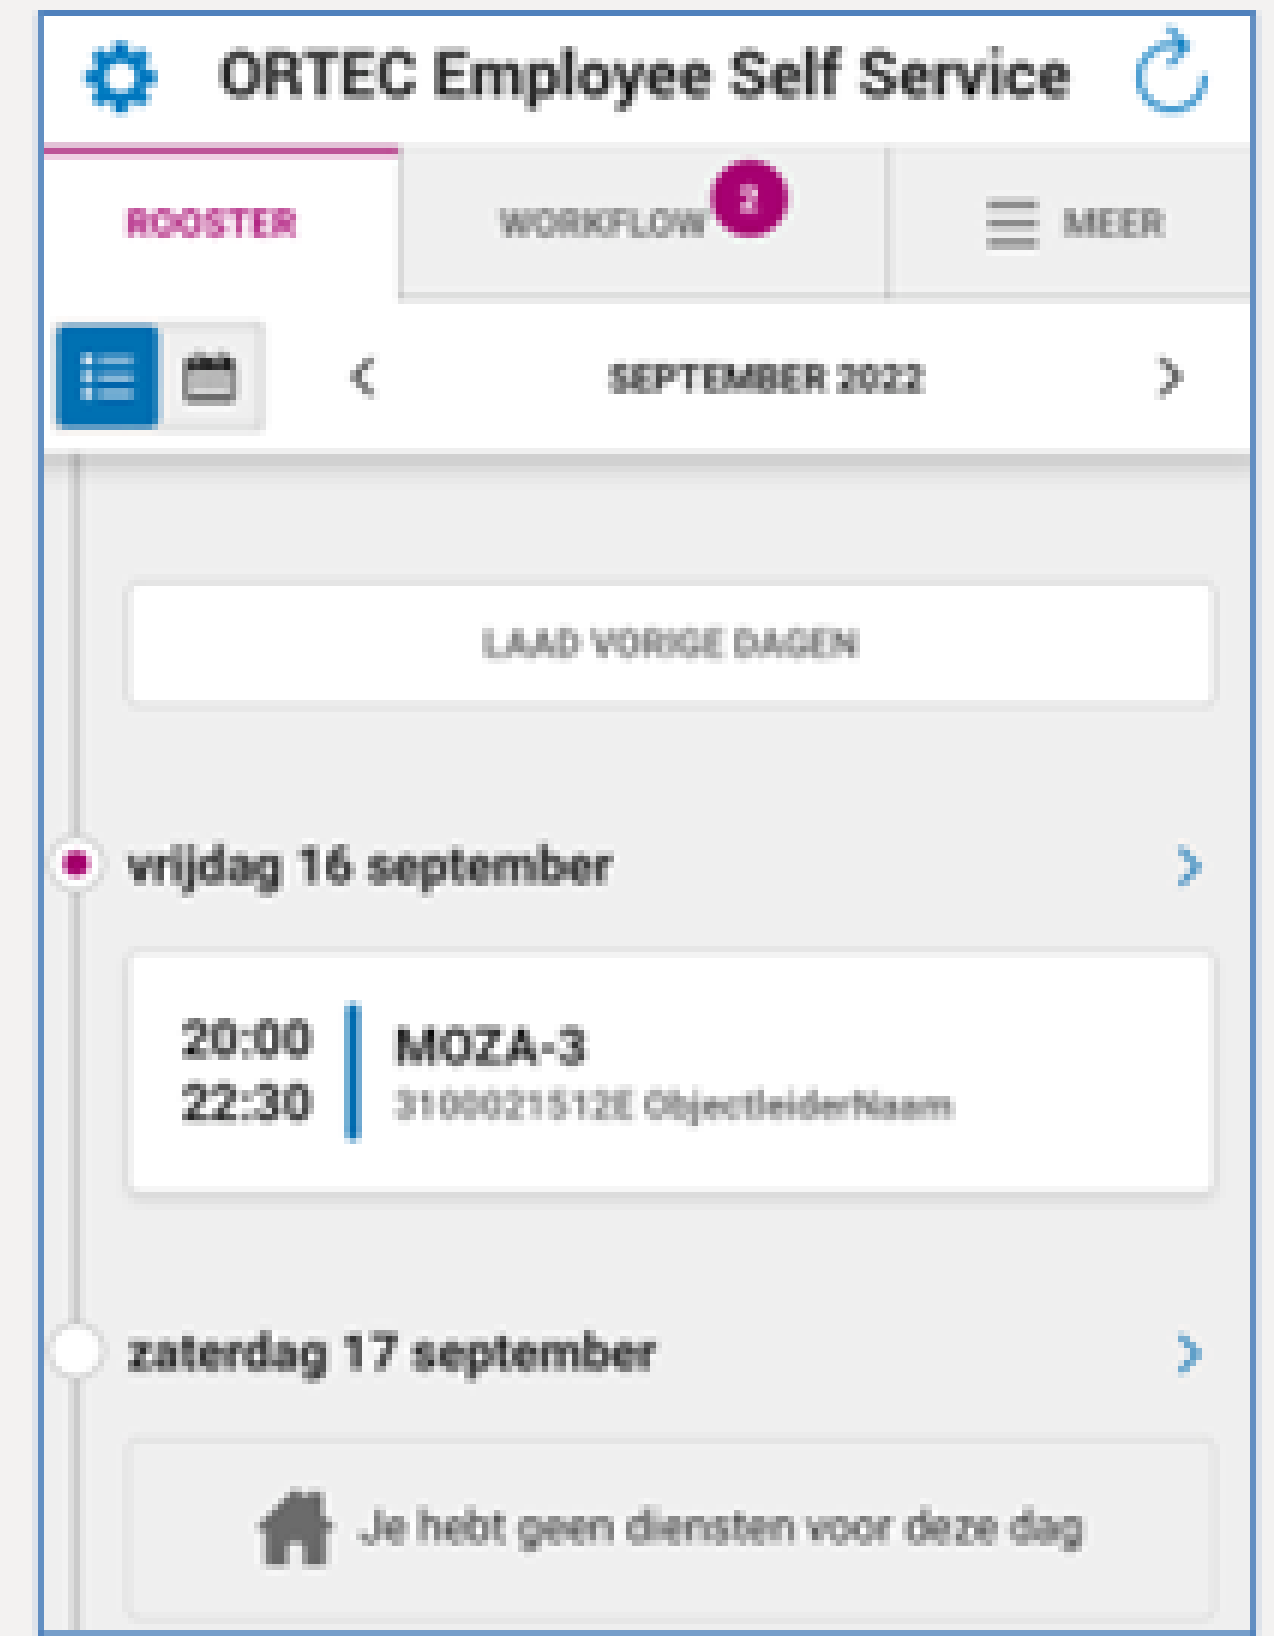 ORTEC Employee Self Service
ROOSTER
WORKFLOW 2
MEER
SEPTEMBER 2022
LAAD VORIGE DAGEN
vrijdag 16 september
20:00
22:30
MOZA-3
3100021512E ObjectleiderNaam
zaterdag 17 september
Je hebt geen diensten voor deze dag